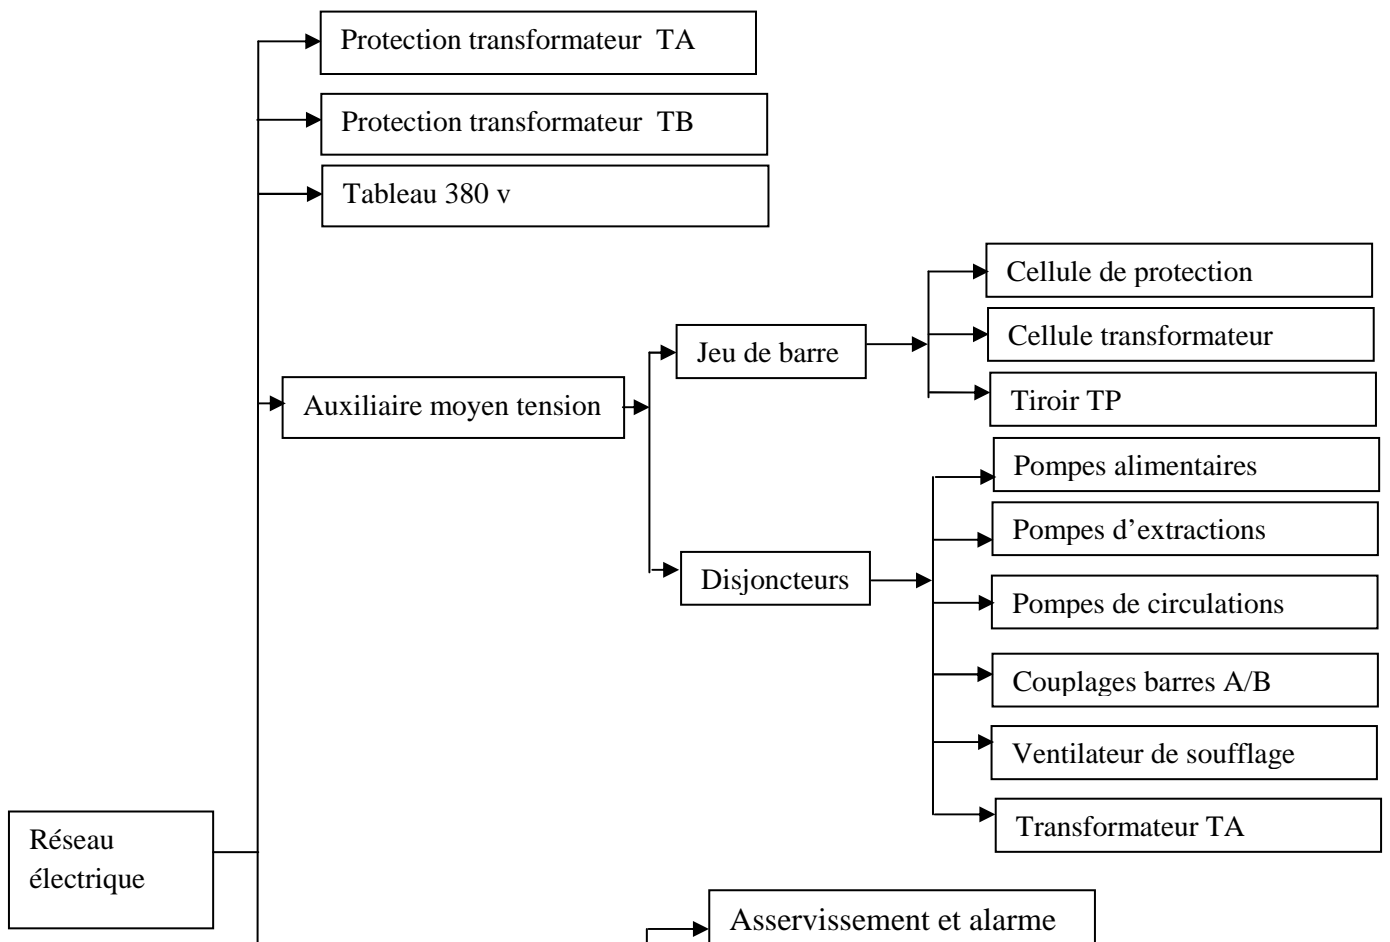 Protection transformateur TA
Protection transformateur TB
Tableau 380 v
Cellule de protection
Jeu de barre
Cellule transformateur
Auxiliaire moyen tension
Tiroir TP
Pompes alimentaires
Pompes d’extractions
Disjoncteurs
Pompes de circulations
Couplages barres A/B
Ventilateur de soufflage
Transformateur TA
Réseau
électrique
Asservissement et alarme